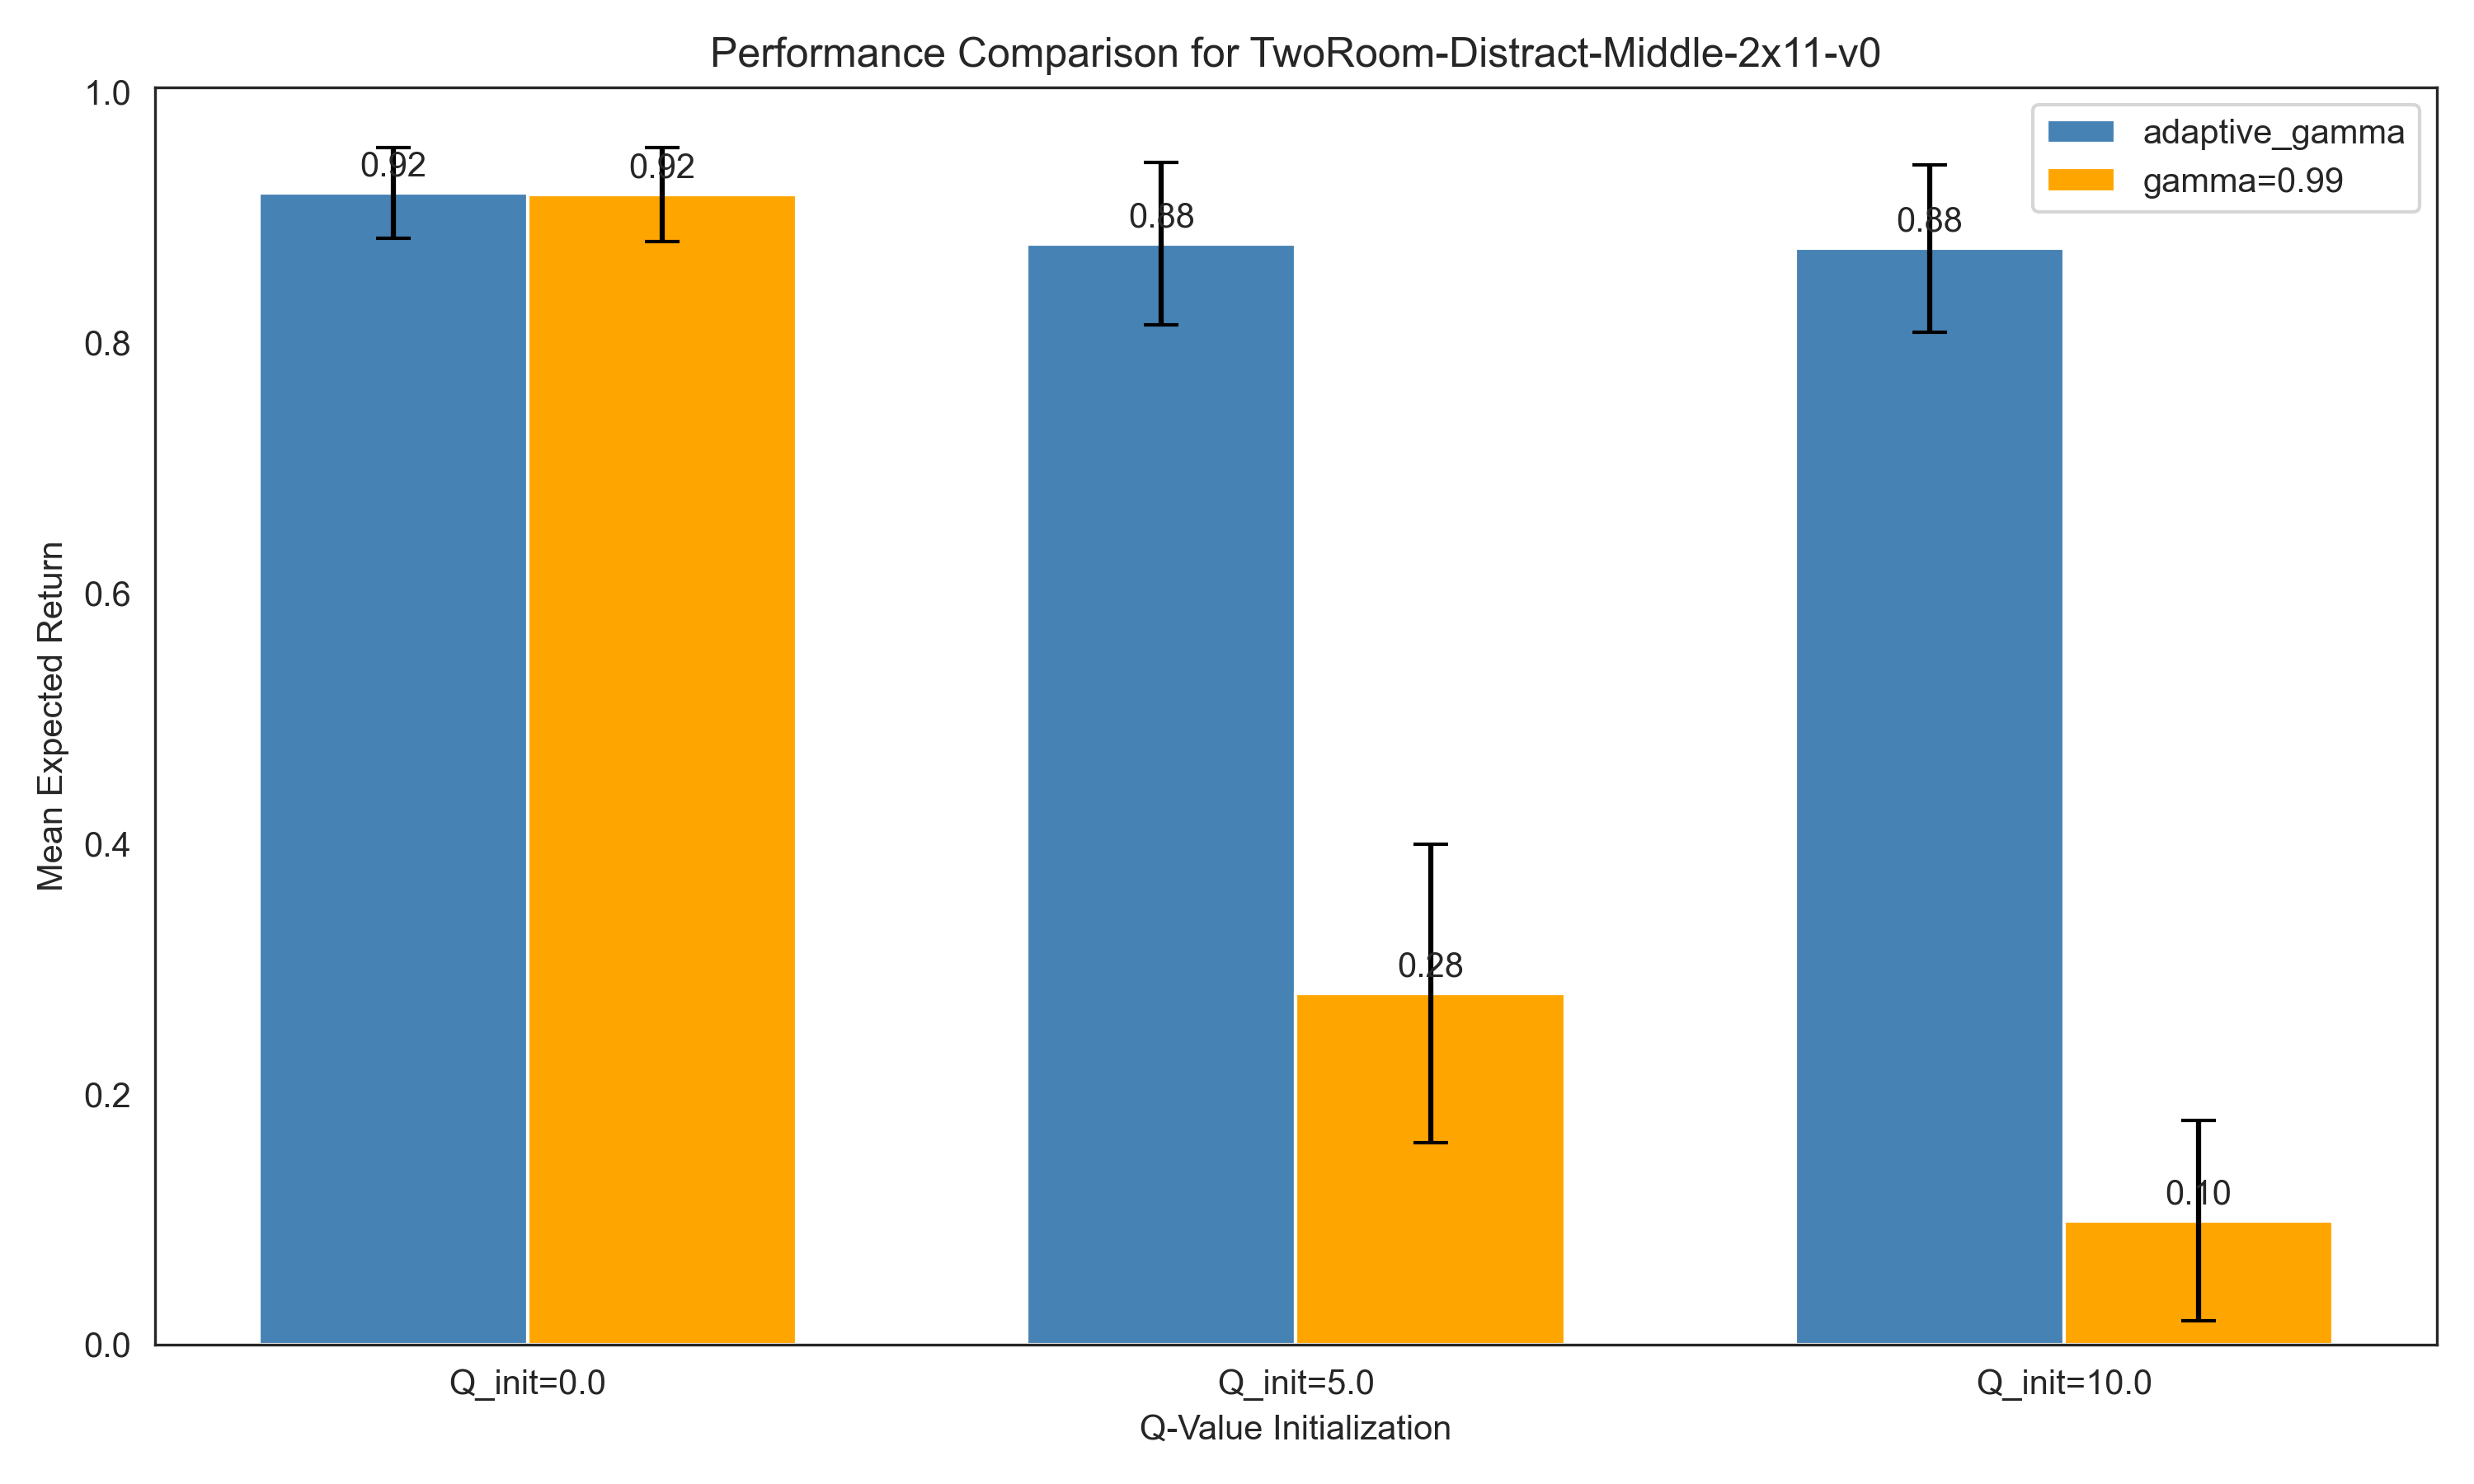 Performance Comparison for TwoRoom-Distract-Middle-2x11-v0
1.0
0.8
0.6
0.4
0.2
0.0
Mean Expected Return
adaptive_gamma
gamma=0.99
0.92
0.92
0.88
0.28
0.88
0.10
Q_init=0.0
Q_init=5.0
Q_init=10.0
Q-Value Initialization